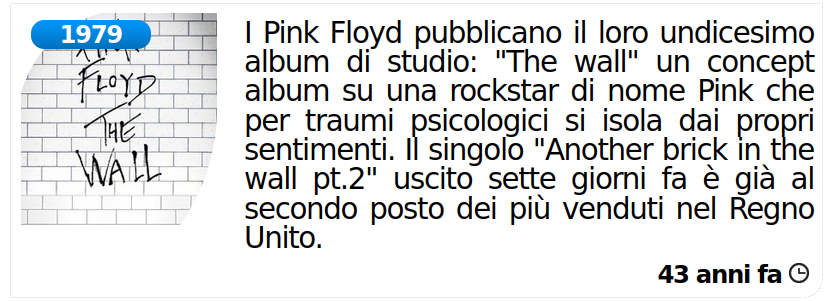 1979
PINK
FLOYD
THE
WALL
I Pink Floyd pubblicano il loro undicesimo
album di studio: "The wall" un concept
album su una rockstar di nome Pink che
per traumi psicologici si isola dai propri
sentimenti. Il singolo "Another brick in the
wall pt.2" uscito sette giorni fa è già al
secondo posto dei più venduti nel Regno
Unito.
43 anni fa